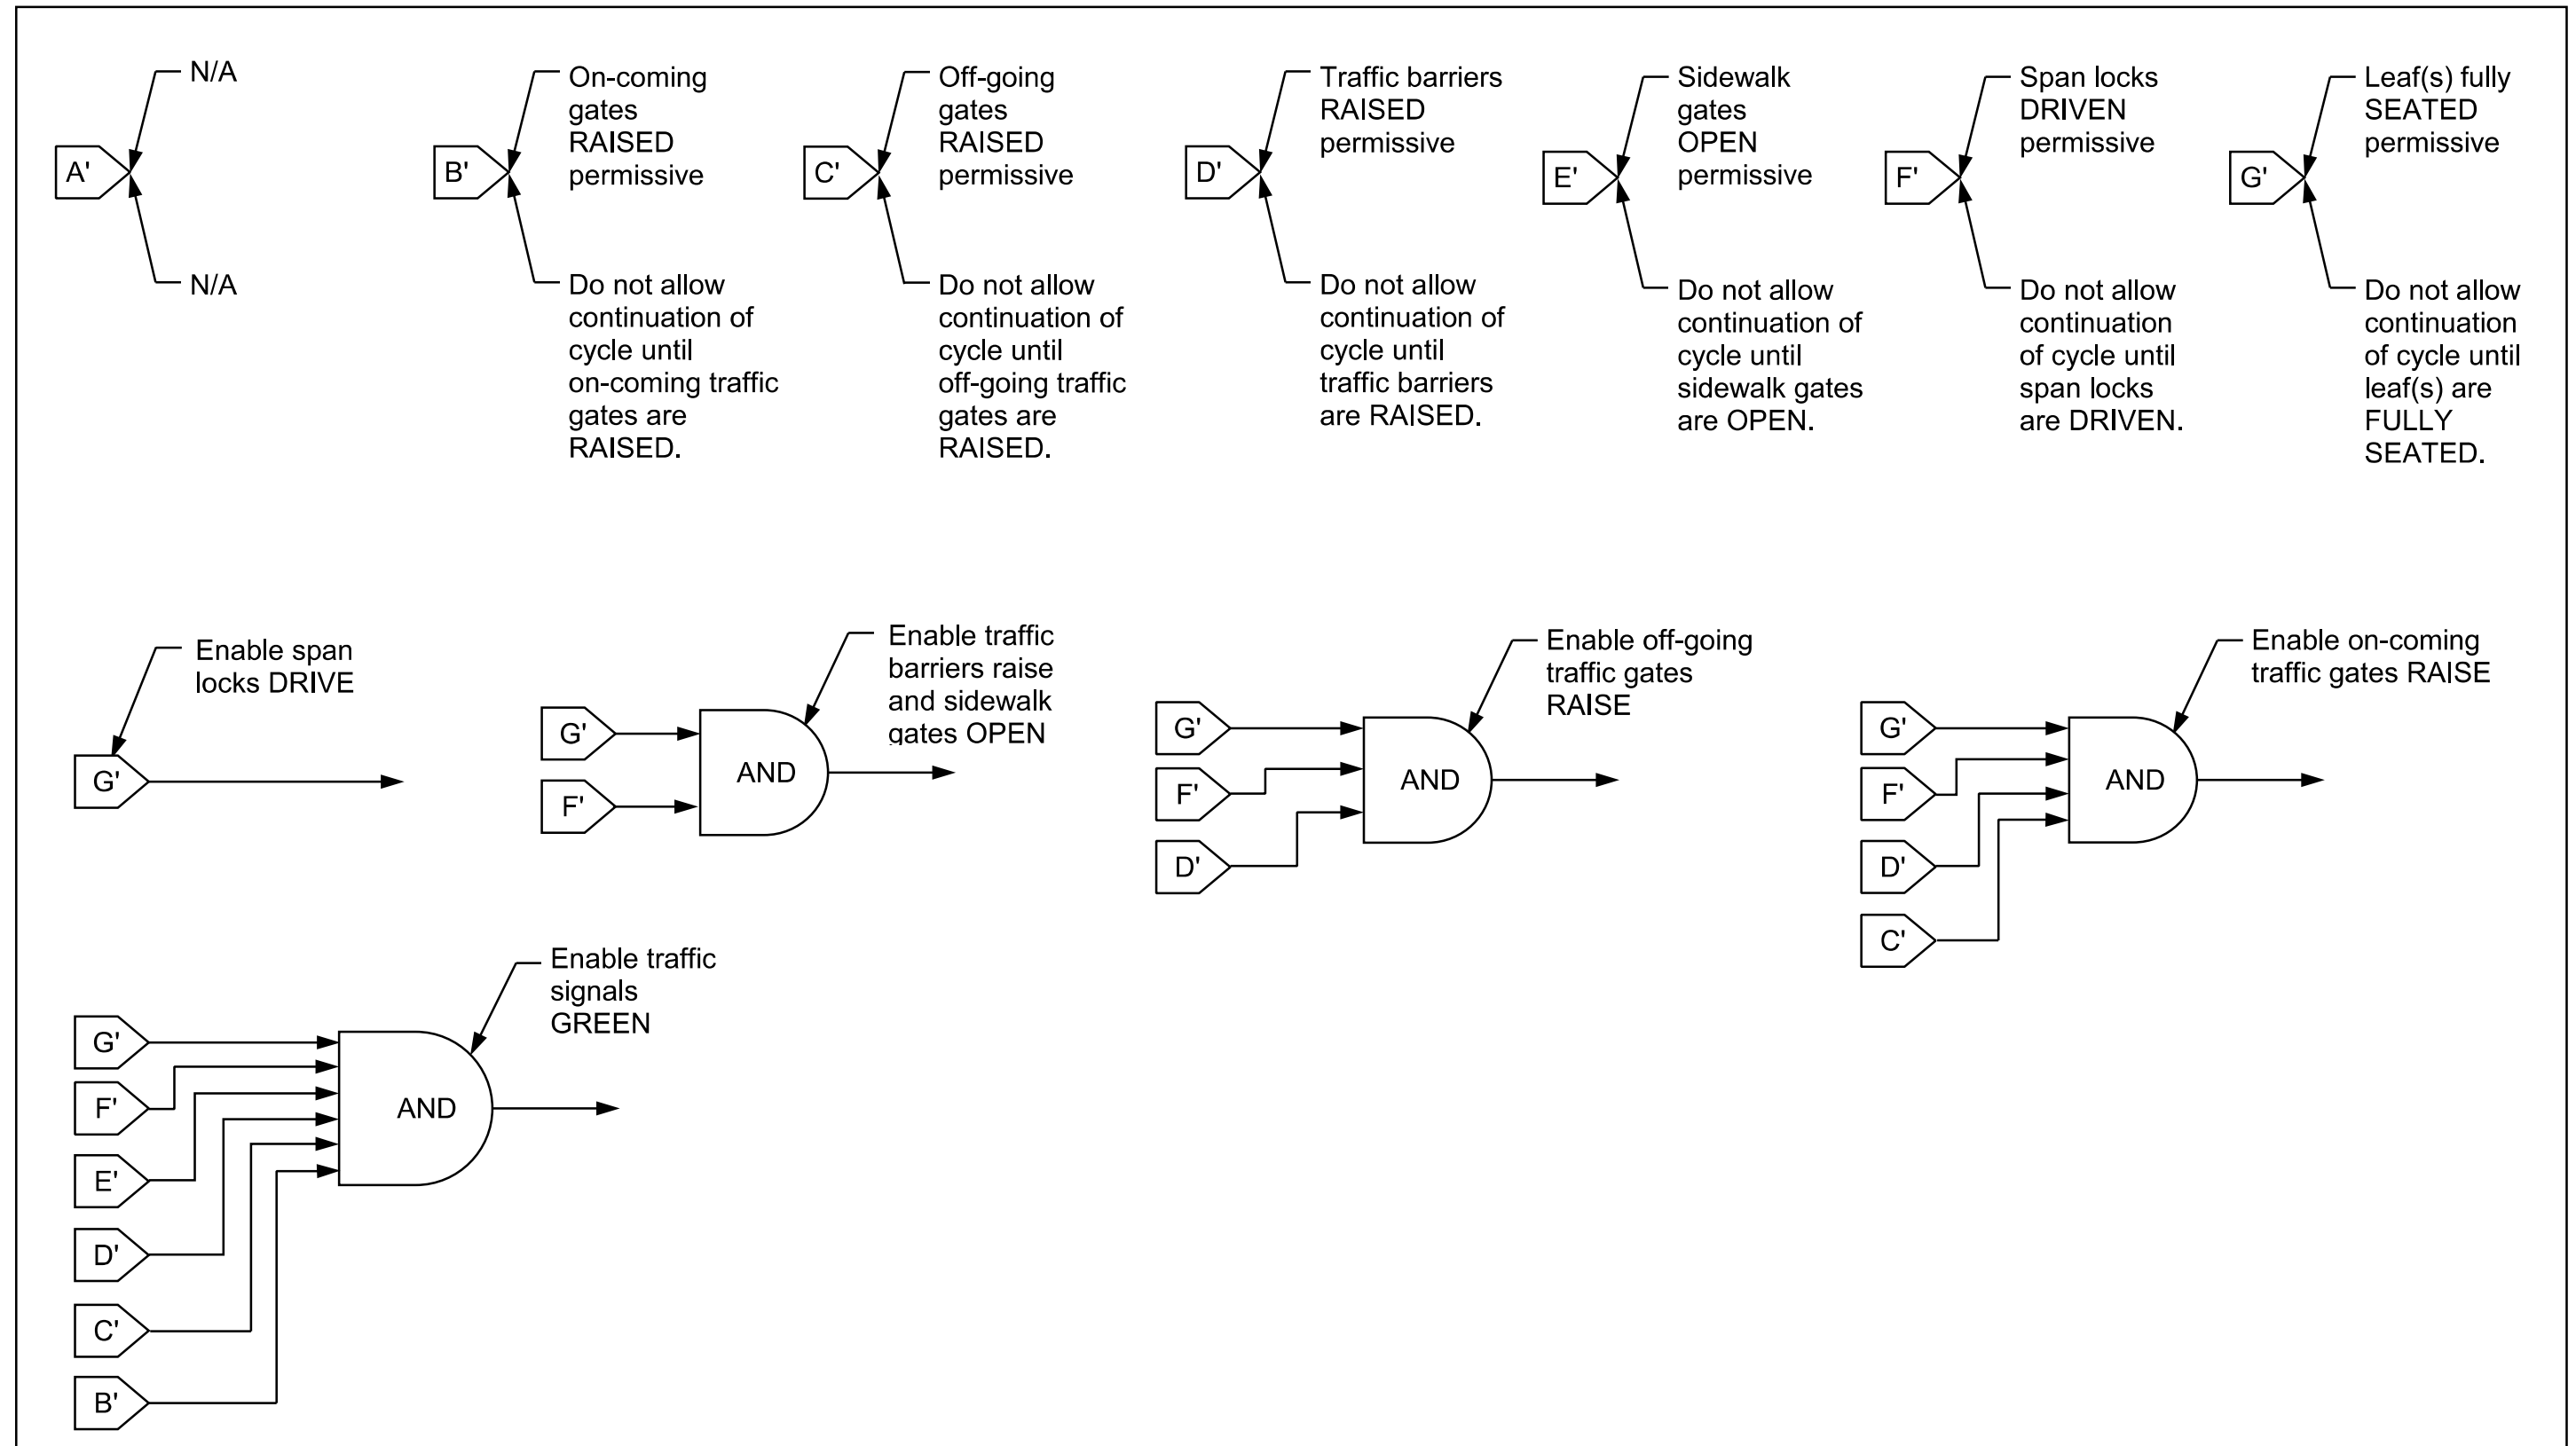 N/A
A'
N/A
On-coming
gates
RAISED
permissive
B'
Do not allow
continuation of
cycle until
on-coming traffic
gates are
RAISED.
Off-going
gates
RAISED
permissive
C'
Do not allow
continuation of
cycle until
off-going traffic
gates are
RAISED.
Traffic barriers
RAISED
permissive
D'
Do not allow
continuation of
cycle until
traffic barriers
are RAISED.
Sidewalk
gates
OPEN
permissive
E'
Do not allow
continuation of
cycle until
sidewalk gates
are OPEN.
Span locks
DRIVEN
permissive
F'
Do not allow
continuation
of cycle until
span locks
are DRIVEN.
Leaf(s) fully
SEATED
permissive
G'
Do not allow
continuation
of cycle until
leaf(s) are
FULLY
SEATED.
Enable span
locks DRIVE
G'
Enable traffic
barriers raise
and sidewalk
gates OPEN
G'
F'
AND
Enable off-going
traffic gates
RAISE
G'
F'
D'
AND
Enable on-coming
traffic gates RAISE
G'
F'
D'
C'
AND
Enable traffic
signals
GREEN
G'
F'
E'
D'
C'
B'
AND